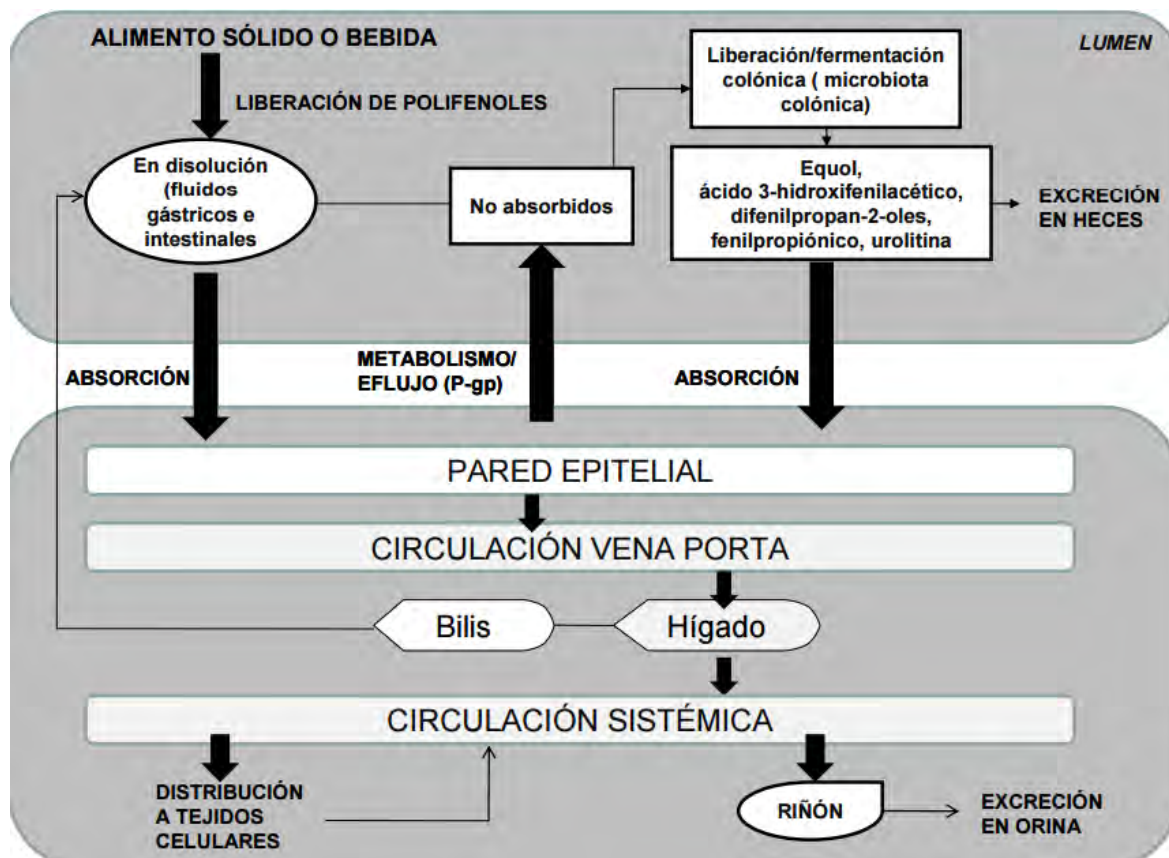 ALIMENTO SÓLIDO O BEBIDA
LUMEN
LIBERACIÓN DE POLIFENOLES
Liberación/fermentación
colónica ( microbiota
colónica)
En disolución
(fluidos
gástricos e
intestinales
No absorbidos
Equol,
ácido 3-hidroxifenilacético,
difenilpropan-2-oles,
fenilpropiónico, urolitina
EXCRECIÓN
EN HECES
ABSORCIÓN
METABOLISMO/
EFLUJO (P-gp)
ABSORCIÓN
PARED EPITELIAL
CIRCULACIÓN VENA PORTA
Bilis
Hígado
CIRCULACIÓN SISTÉMICA
DISTRIBUCIÓN
A TEJIDOS
CELULARES
RIÑÓN
EXCRECIÓN
EN ORINA